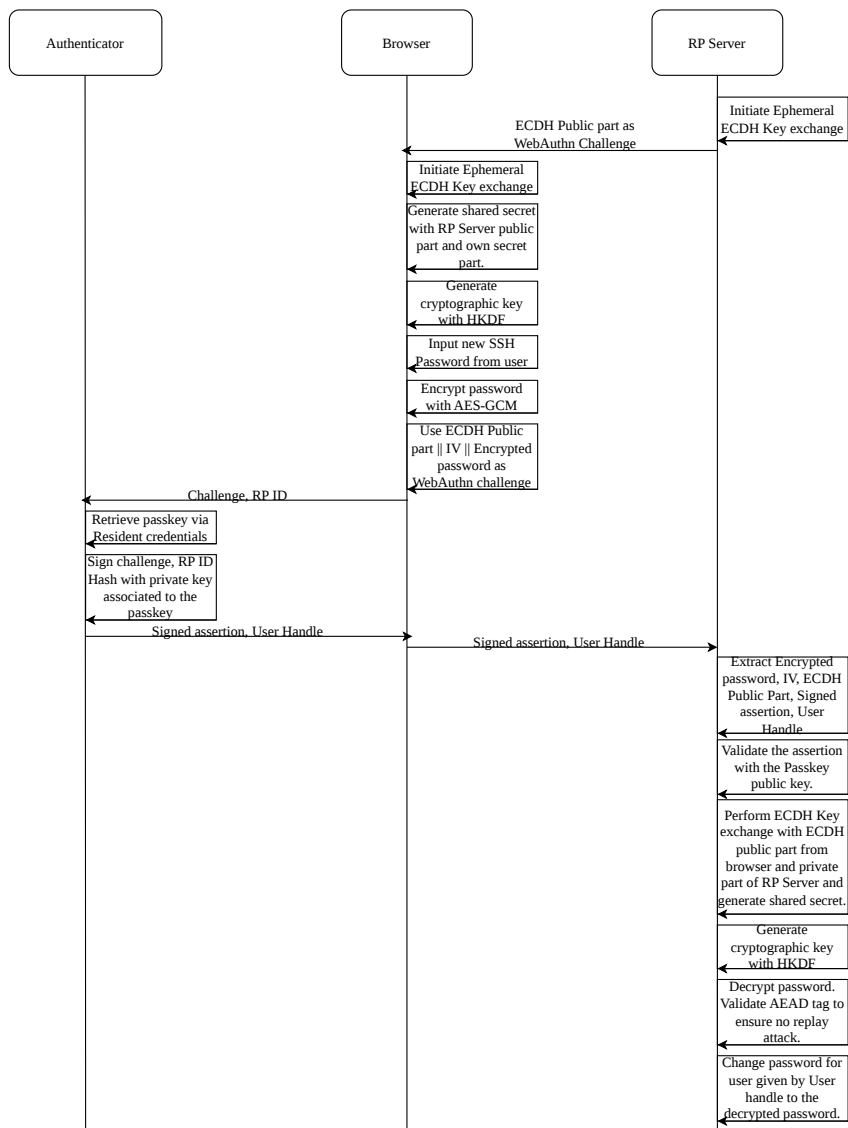 Authenticator
Browser
RP Server
Initiate Ephemeral
ECDH Key exchange
ECDH Public part as
WebAuthn Challenge
Initiate Ephemeral
ECDH Key exchange
Generate shared secret
with RP Server public
part and own secret
part.
Generate
cryptographic key
with HKDF
Input new SSH
Password from user
Encrypt password
with AES-GCM
Use ECDH Public
part || IV || Encrypted
password as
WebAuthn challenge
Challenge, RP ID
Retrieve passkey via
Resident credentials
Sign challenge, RP ID
Hash with private key
associated to the
passkey
Signed assertion, User Handle
Signed assertion, User Handle
Extract Encrypted
password, IV, ECDH
Public Part, Signed
assertion, User
Handle
Validate the assertion
with the Passkey
public key.
Perform ECDH Key
exchange with ECDH
public part from
browser and private
part of RP Server and
generate shared secret.
Generate
cryptographic key
with HKDF
Decrypt password.
Validate AEAD tag to
ensure no replay
attack.
Change password for
user given by User
handle to the
decrypted password.